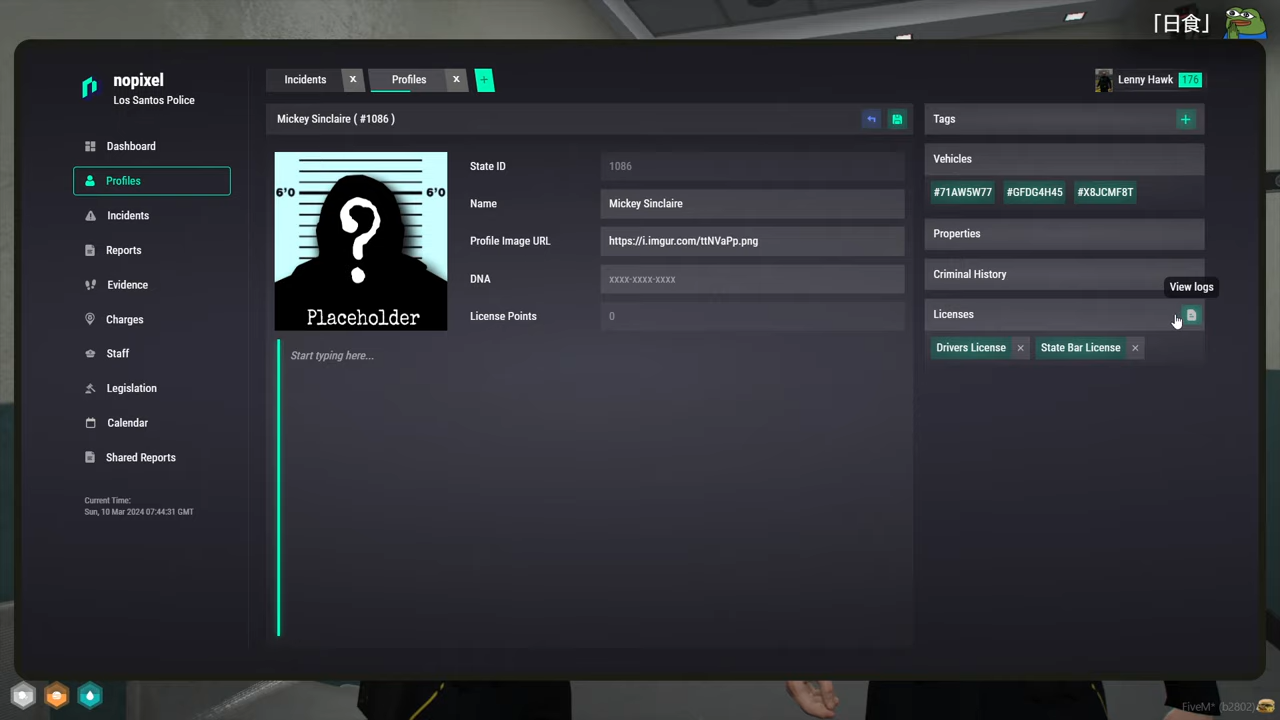 「日食」
nopixel
Los Santos Police
Incidents x Profiles x +
Lenny Hawk 176
Dashboard
Profiles
Incidents
Reports
Evidence
Charges
Staff
Legislation
Calendar
Shared Reports
Current Time:
Sun, 10 Mar 2024 07:44:31 GMT
Mickey Sinclaire ( #1086 )
6'0 6'0
?
Placeholder
State ID 1086
Name Mickey Sinclaire
Profile Image URL https://i.imgur.com/ttNVaPp.png
DNA xxxx-xxxx-xxxx
License Points 0
Start typing here...
Tags +
Vehicles
#71AW5W77 #GFDG4H45 #X8JCMF8T
Properties
Criminal History
View logs
Licenses
Drivers License × State Bar License ×
FiveM* (b2802)